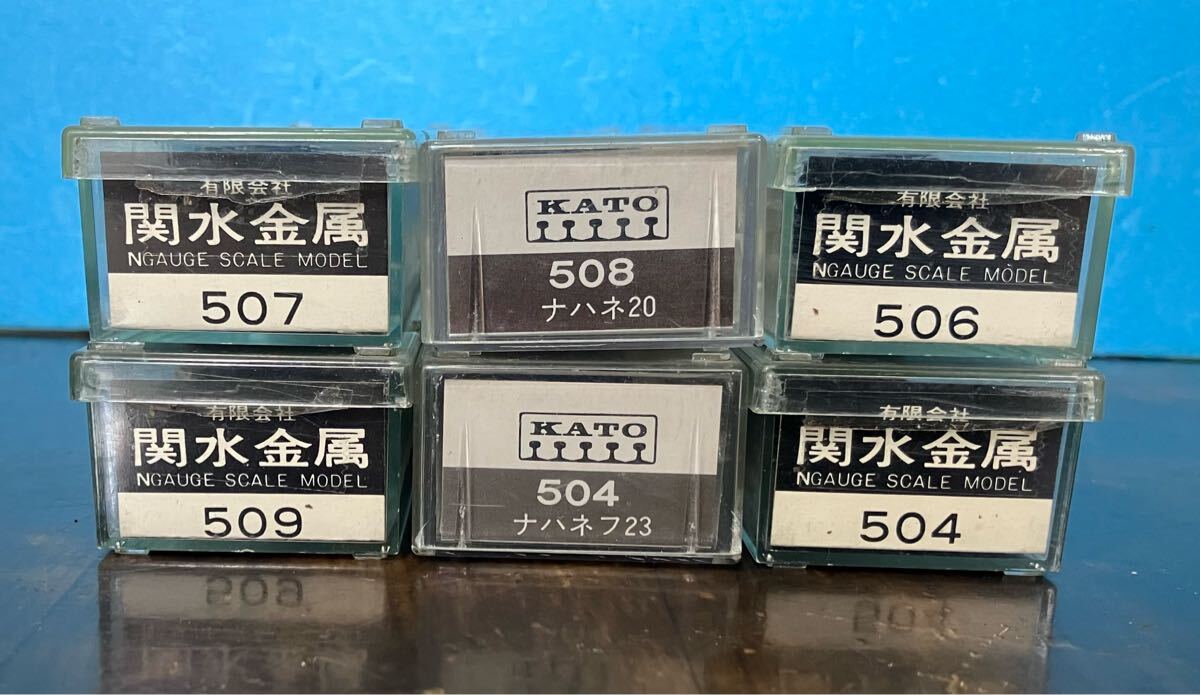 有限会社
関水金属
NGAUGE SCALE MODEL
507
KATO
508
ナハネ20
有限会社
関水金属
NGAUGE SCALE MODEL
506
有限会社
関水金属
NGAUGE SCALE MODEL
509
KATO
504
ナハネフ23
有限会社
関水金属
NGAUGE SCALE MODEL
504